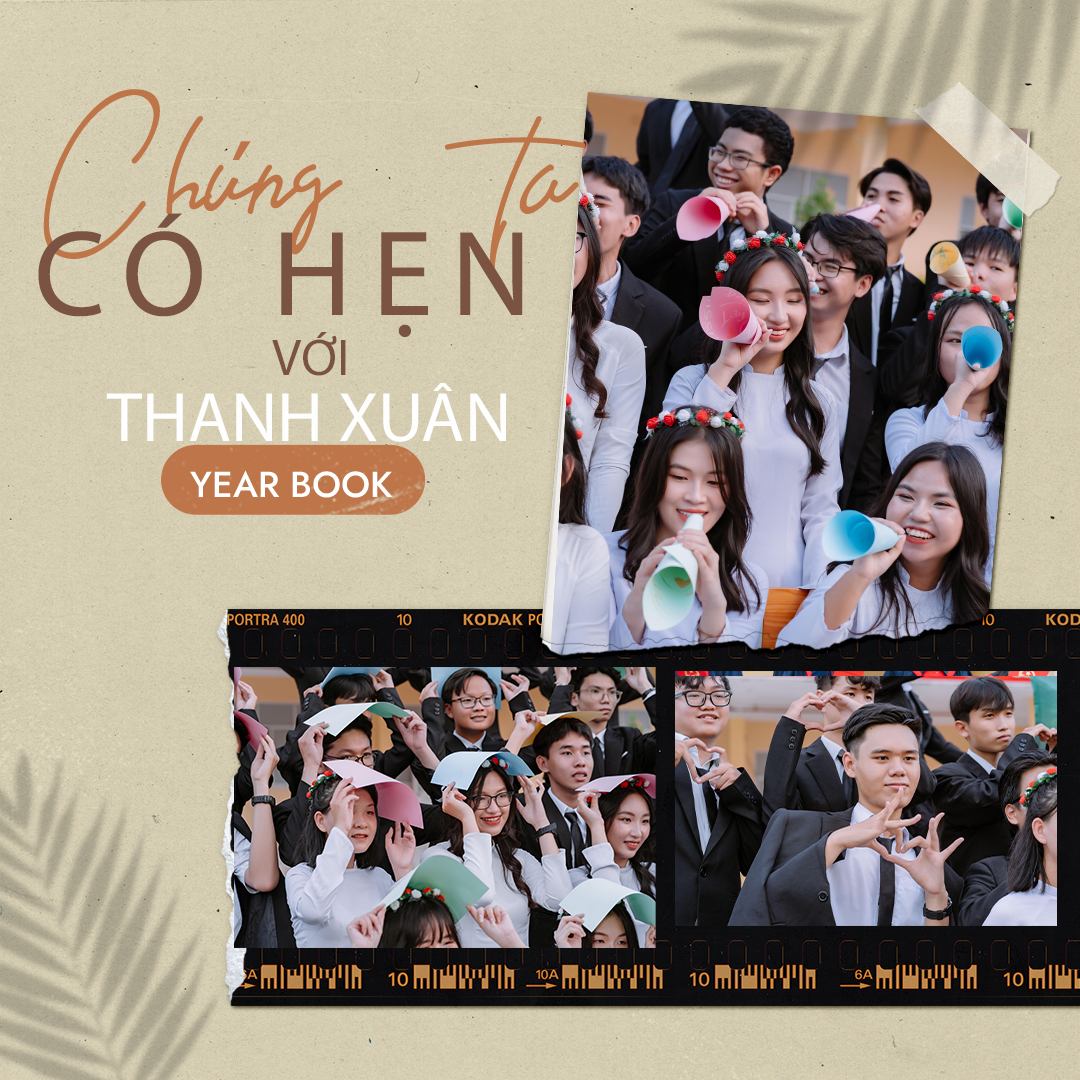 Chúng Ta
CÓ HẸN
VỚI
THANH XUÂN
YEAR BOOK
PORTRA 400 10 KODAK PO 10 KOD
6A 10 10A 10 6A 10